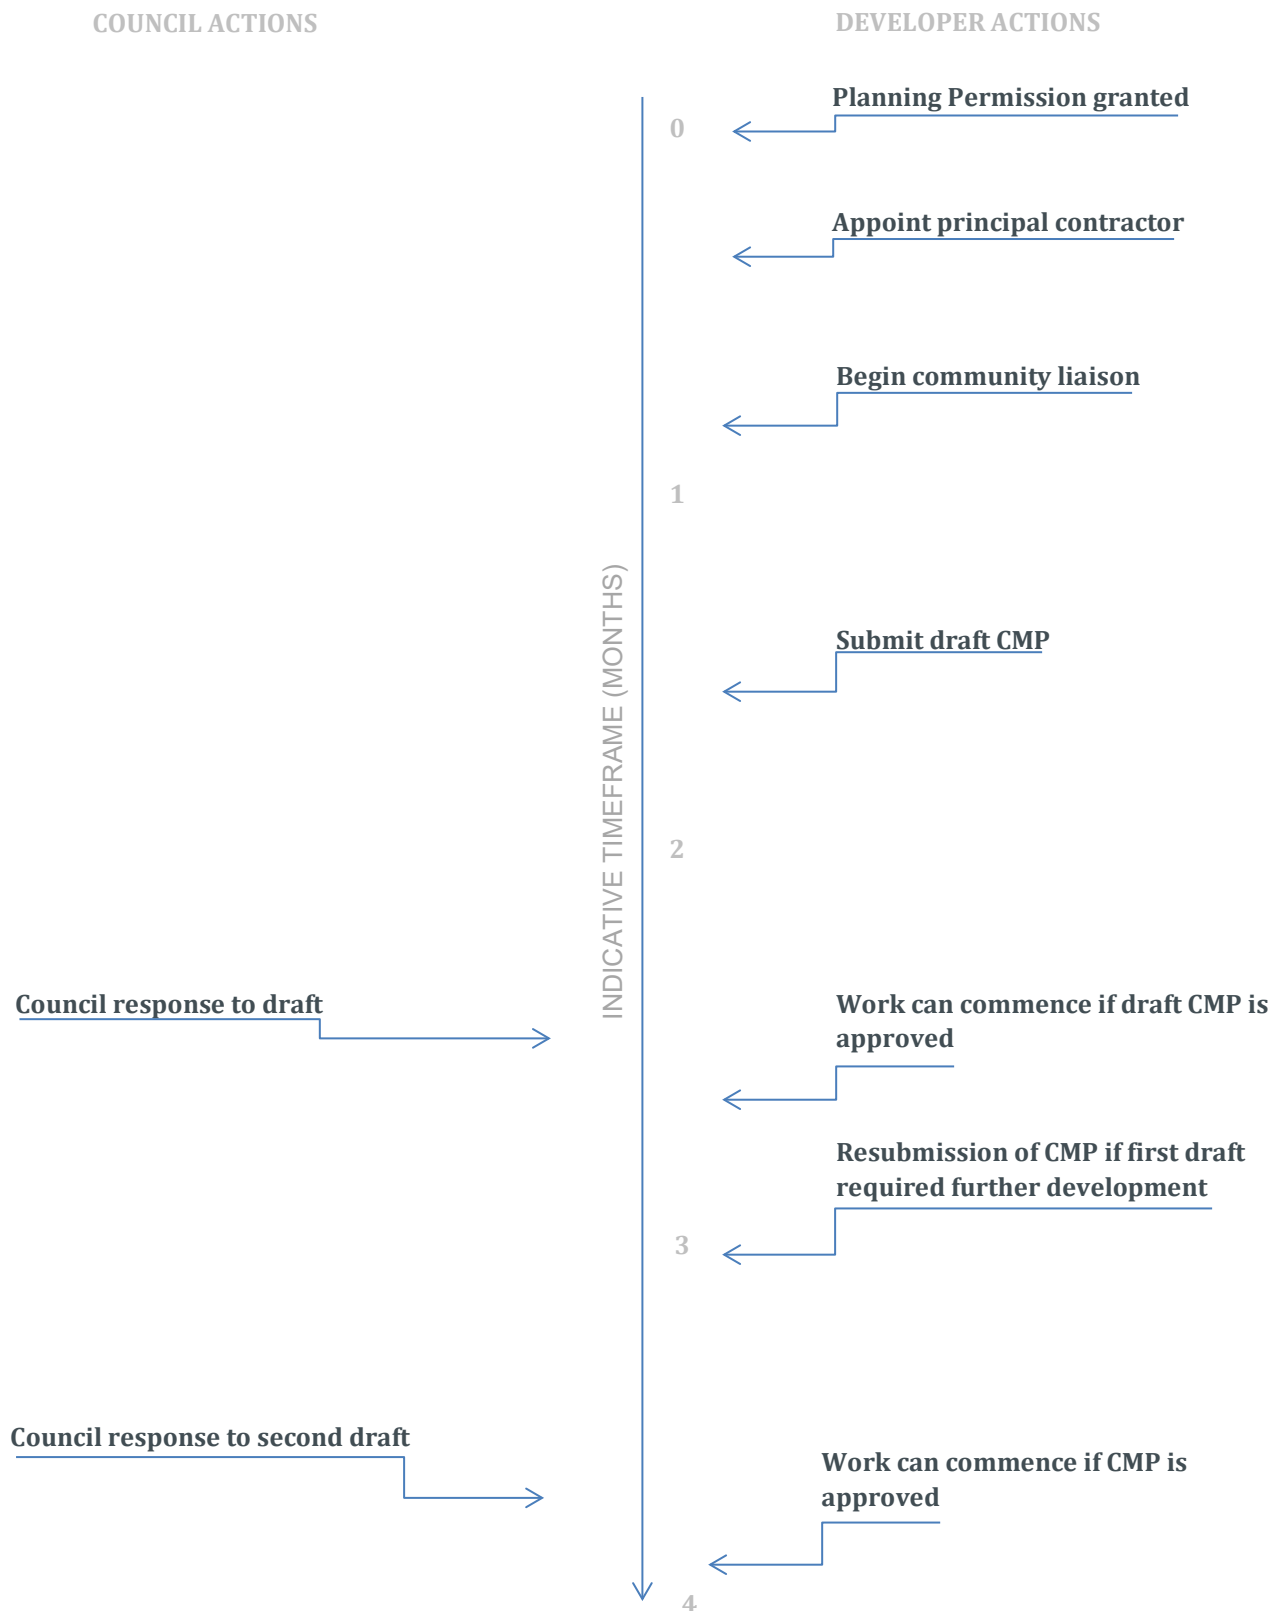 COUNCIL ACTIONS
DEVELOPER ACTIONS
Planning Permission granted
0
Appoint principal contractor
Begin community liaison
1
INDICATIVE TIMEFRAME (MONTHS)
Submit draft CMP
2
Council response to draft
Work can commence if draft CMP is
approved
Resubmission of CMP if first draft
required further development
3
Council response to second draft
Work can commence if CMP is
approved
4